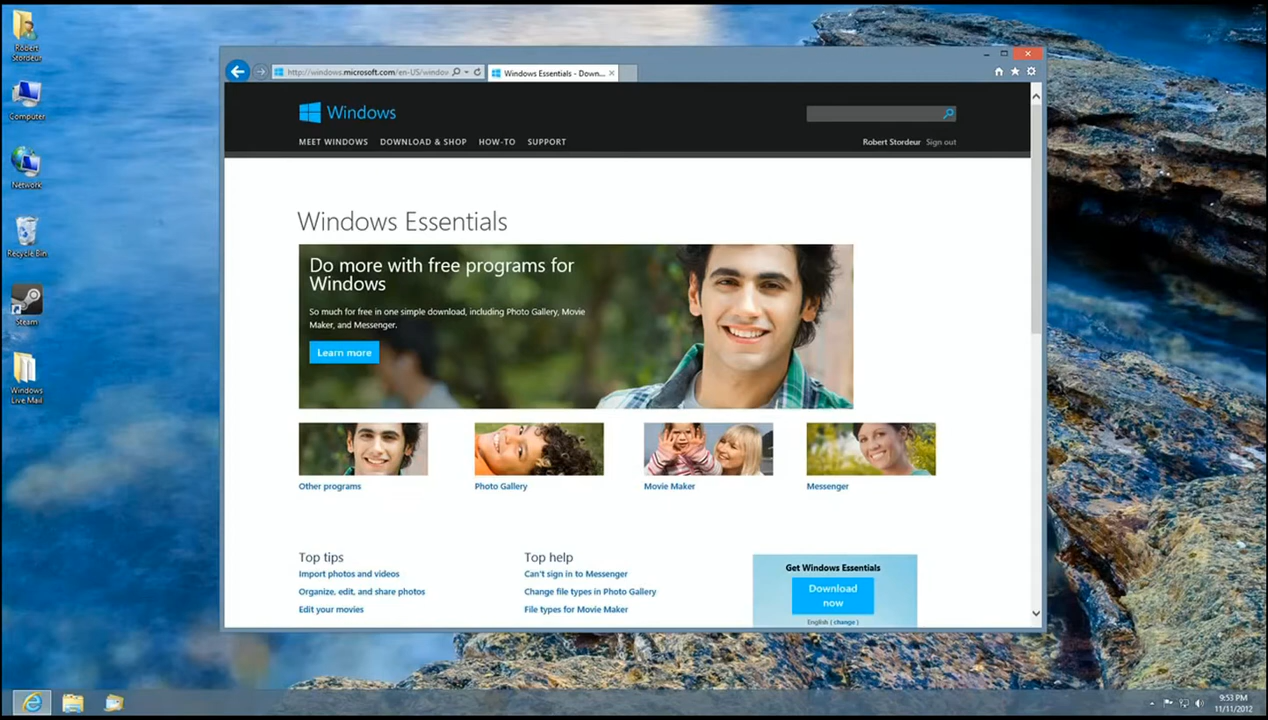 Robert
Stordeur
Computer
Network
Recycle Bin
Steam
Windows
Live Mail
http://windows.microsoft.com/en-US/window
Windows Essentials - Down...
Windows
MEET WINDOWS DOWNLOAD & SHOP HOW-TO SUPPORT
Robert Stordeur Sign out
Windows Essentials
Do more with free programs for
Windows
So much for free in one simple download, including Photo Gallery, Movie
Maker, and Messenger.
Learn more
Other programs Photo Gallery Movie Maker Messenger
Top tips
Import photos and videos
Organize, edit, and share photos
Edit your movies
Top help
Can't sign in to Messenger
Change file types in Photo Gallery
File types for Movie Maker
Get Windows Essentials
Download
now
English ( change )
9:53 PM
11/11/2012